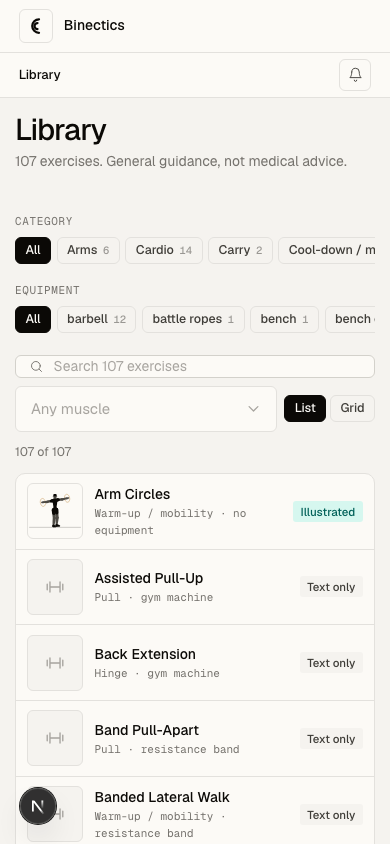 Binectics
Library
Library
107 exercises. General guidance, not medical advice.
CATEGORY
All
Arms 6
Cardio 14
Carry 2
Cool-down / m
EQUIPMENT
All
barbell 12
battle ropes 1
bench 1
bench
Search 107 exercises
Any muscle
List
Grid
107 of 107
Arm Circles
Warm-up / mobility · no
equipment
Illustrated
Assisted Pull-Up
Pull · gym machine
Text only
Back Extension
Hinge · gym machine
Text only
Band Pull-Apart
Pull · resistance band
Text only
Banded Lateral Walk
Warm-up / mobility ·
resistance band
Text only
N